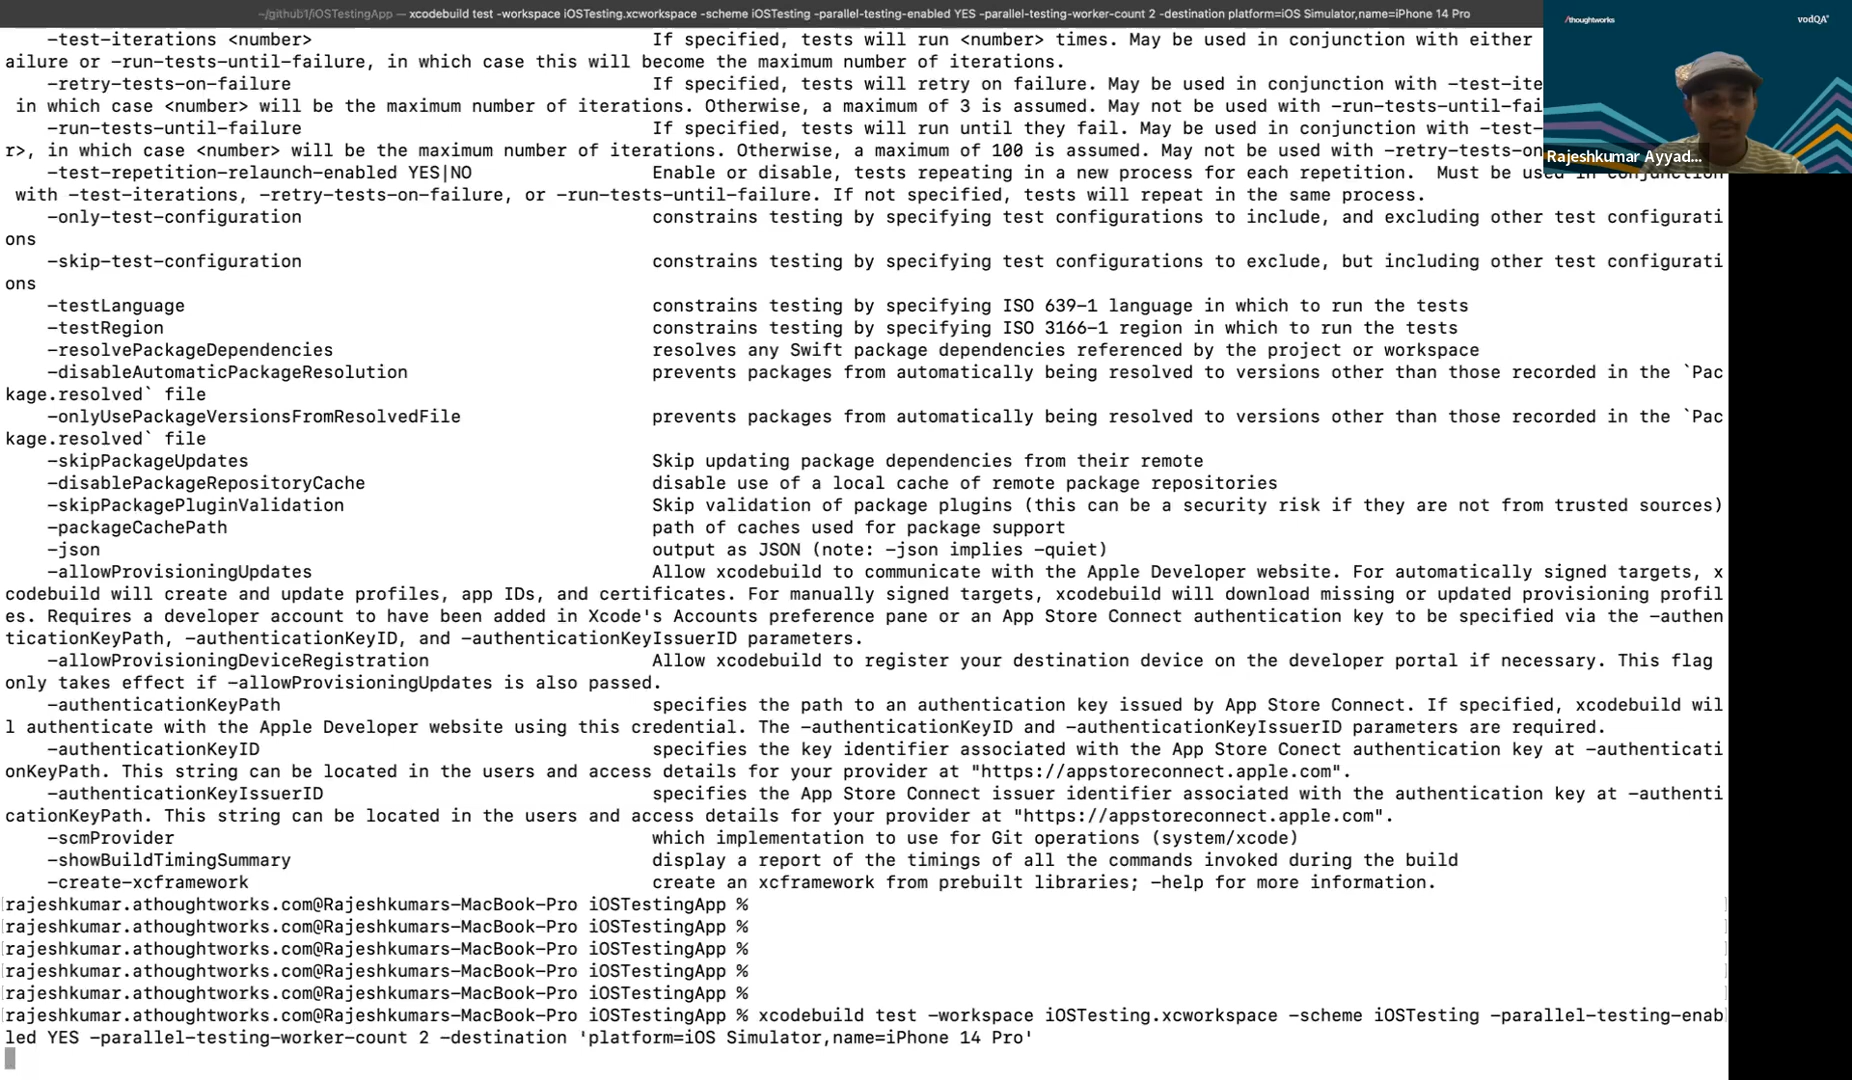 ~/github1/iOSTestingApp — xcodebuild test -workspace iOSTesting.xcworkspace -scheme iOSTesting -parallel-testing-enabled YES -parallel-testing-worker-count 2 -destination platform=iOS Simulator,name=iPhone 14 Pro
/thoughtworks
vodQA
Rajeshkumar Ayyad...
-test-iterations <number> If specified, tests will run <number> times. May be used in conjunction with either
ailure or -run-tests-until-failure, in which case this will become the maximum number of iterations.
-retry-tests-on-failure If specified, tests will retry on failure. May be used in conjunction with -test-ite
in which case <number> will be the maximum number of iterations. Otherwise, a maximum of 3 is assumed. May not be used with -run-tests-until-fai
-run-tests-until-failure If specified, tests will run until they fail. May be used in conjunction with -test-
r>, in which case <number> will be the maximum number of iterations. Otherwise, a maximum of 100 is assumed. May not be used with -retry-tests-on
-test-repetition-relaunch-enabled YES|NO Enable or disable, tests repeating in a new process for each repetition.  Must be used in conjunction
with -test-iterations, -retry-tests-on-failure, or -run-tests-until-failure. If not specified, tests will repeat in the same process.
-only-test-configuration constrains testing by specifying test configurations to include, and excluding other test configurati
ons
-skip-test-configuration constrains testing by specifying test configurations to exclude, but including other test configurati
ons
-testLanguage constrains testing by specifying ISO 639-1 language in which to run the tests
-testRegion constrains testing by specifying ISO 3166-1 region in which to run the tests
-resolvePackageDependencies resolves any Swift package dependencies referenced by the project or workspace
-disableAutomaticPackageResolution prevents packages from automatically being resolved to versions other than those recorded in the `Pac
kage.resolved` file
-onlyUsePackageVersionsFromResolvedFile prevents packages from automatically being resolved to versions other than those recorded in the `Pac
kage.resolved` file
-skipPackageUpdates Skip updating package dependencies from their remote
-disablePackageRepositoryCache disable use of a local cache of remote package repositories
-skipPackagePluginValidation Skip validation of package plugins (this can be a security risk if they are not from trusted sources)
-packageCachePath path of caches used for package support
-json output as JSON (note: -json implies -quiet)
-allowProvisioningUpdates Allow xcodebuild to communicate with the Apple Developer website. For automatically signed targets, x
codebuild will create and update profiles, app IDs, and certificates. For manually signed targets, xcodebuild will download missing or updated provisioning profil
es. Requires a developer account to have been added in Xcode's Accounts preference pane or an App Store Connect authentication key to be specified via the -authen
ticationKeyPath, -authenticationKeyID, and -authenticationKeyIssuerID parameters.
-allowProvisioningDeviceRegistration Allow xcodebuild to register your destination device on the developer portal if necessary. This flag
only takes effect if -allowProvisioningUpdates is also passed.
-authenticationKeyPath specifies the path to an authentication key issued by App Store Connect. If specified, xcodebuild wil
l authenticate with the Apple Developer website using this credential. The -authenticationKeyID and -authenticationKeyIssuerID parameters are required.
-authenticationKeyID specifies the key identifier associated with the App Store Conect authentication key at -authenticati
onKeyPath. This string can be located in the users and access details for your provider at "https://appstoreconnect.apple.com".
-authenticationKeyIssuerID specifies the App Store Connect issuer identifier associated with the authentication key at -authenti
cationKeyPath. This string can be located in the users and access details for your provider at "https://appstoreconnect.apple.com".
-scmProvider which implementation to use for Git operations (system/xcode)
-showBuildTimingSummary display a report of the timings of all the commands invoked during the build
-create-xcframework create an xcframework from prebuilt libraries; -help for more information.
rajeshkumar.athoughtworks.com@Rajeshkumars-MacBook-Pro iOSTestingApp %
rajeshkumar.athoughtworks.com@Rajeshkumars-MacBook-Pro iOSTestingApp %
rajeshkumar.athoughtworks.com@Rajeshkumars-MacBook-Pro iOSTestingApp %
rajeshkumar.athoughtworks.com@Rajeshkumars-MacBook-Pro iOSTestingApp %
rajeshkumar.athoughtworks.com@Rajeshkumars-MacBook-Pro iOSTestingApp %
rajeshkumar.athoughtworks.com@Rajeshkumars-MacBook-Pro iOSTestingApp % xcodebuild test -workspace iOSTesting.xcworkspace -scheme iOSTesting -parallel-testing-enab
led YES -parallel-testing-worker-count 2 -destination 'platform=iOS Simulator,name=iPhone 14 Pro'